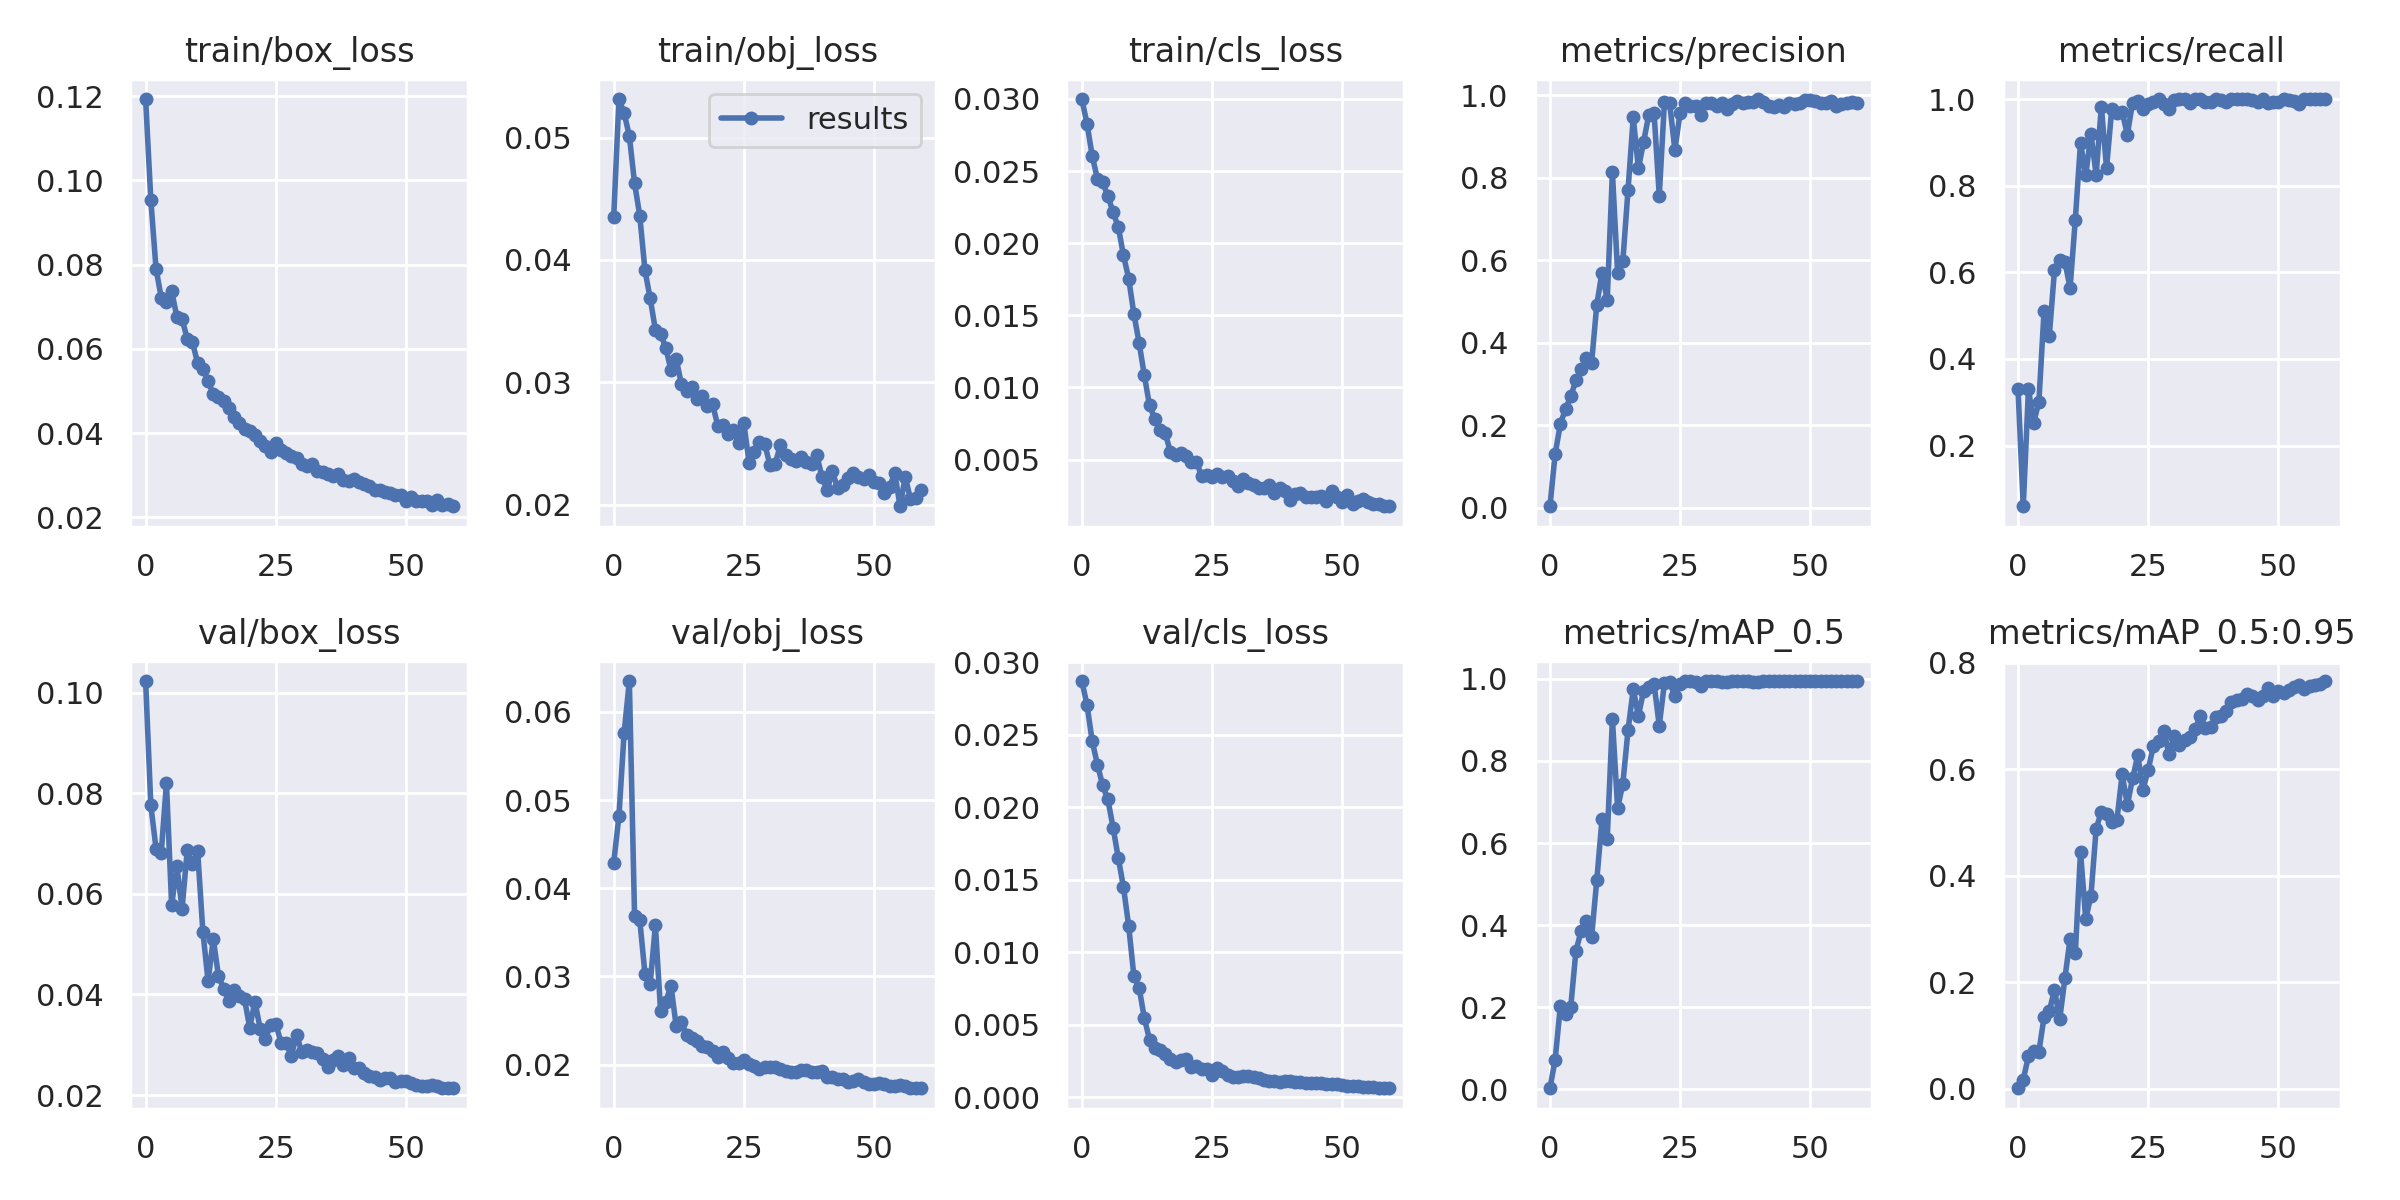 train/box_loss
0.12
0.10
0.08
0.06
0.04
0.02
0 25 50
train/obj_loss
results
0.05
0.04
0.03
0.02
0 25 50
train/cls_loss
0.030
0.025
0.020
0.015
0.010
0.005
0 25 50
metrics/precision
1.0
0.8
0.6
0.4
0.2
0.0
0 25 50
metrics/recall
1.0
0.8
0.6
0.4
0.2
0 25 50
val/box_loss
0.10
0.08
0.06
0.04
0.02
0 25 50
val/obj_loss
0.06
0.05
0.04
0.03
0.02
0 25 50
val/cls_loss
0.030
0.025
0.020
0.015
0.010
0.005
0.000
0 25 50
metrics/mAP_0.5
1.0
0.8
0.6
0.4
0.2
0.0
0 25 50
metrics/mAP_0.5:0.95
0.8
0.6
0.4
0.2
0.0
0 25 50